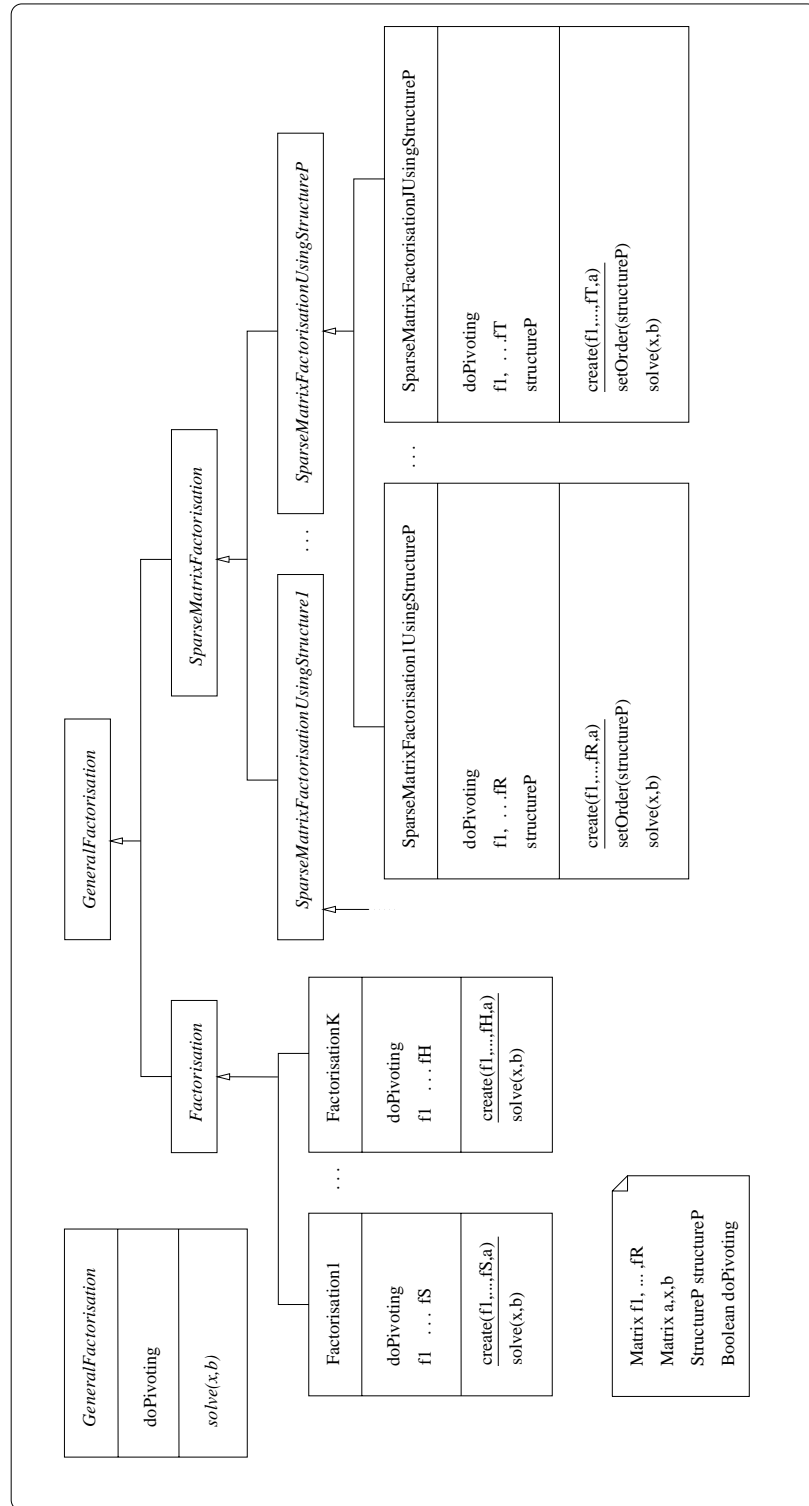 GeneralFactorisation
doPivoting
solve(x,b)
GeneralFactorisation
Factorisation
SparseMatrixFactorisation
Factorisation1
doPivoting
f1 . . . fS
create(f1,...,fS,a)
solve(x,b)
. . .
FactorisationK
doPivoting
f1 . . . fH
create(f1,...,fH,a)
solve(x,b)
SparseMatrixFactorisationUsingStructure1
. . .
SparseMatrixFactorisationUsingStructureP
SparseMatrixFactorisation1UsingStructureP
doPivoting
f1, . . .fR
structureP
create(f1,...,fR,a)
setOrder(structureP)
solve(x,b)
. . .
SparseMatrixFactorisationJUsingStructureP
doPivoting
f1, . . .fT
structureP
create(f1,...,fT,a)
setOrder(structureP)
solve(x,b)
Matrix f1, ... ,fR
Matrix a,x,b
StructureP structureP
Boolean doPivoting